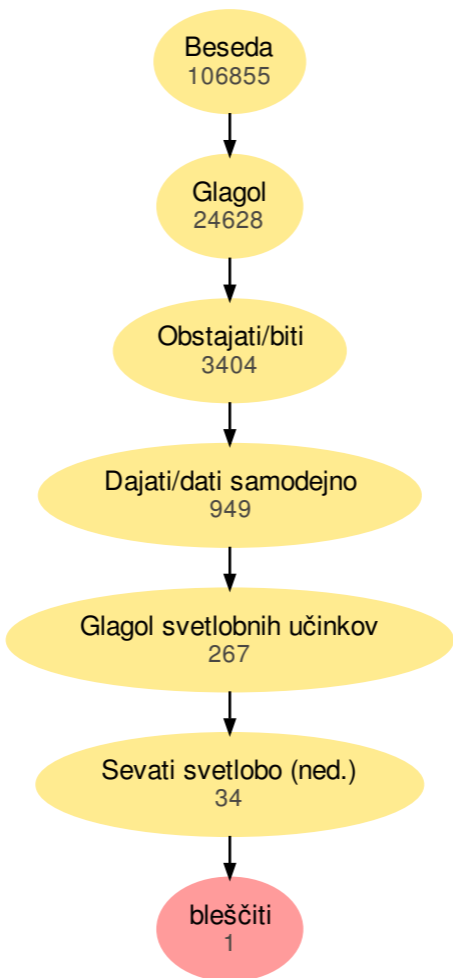 Beseda
106855
Glagol
24628
Obstajati/biti
3404
Dajati/dati samodejno
949
Glagol svetlobnih učinkov
267
Sevati svetlobo (ned.)
34
bleščiti
1